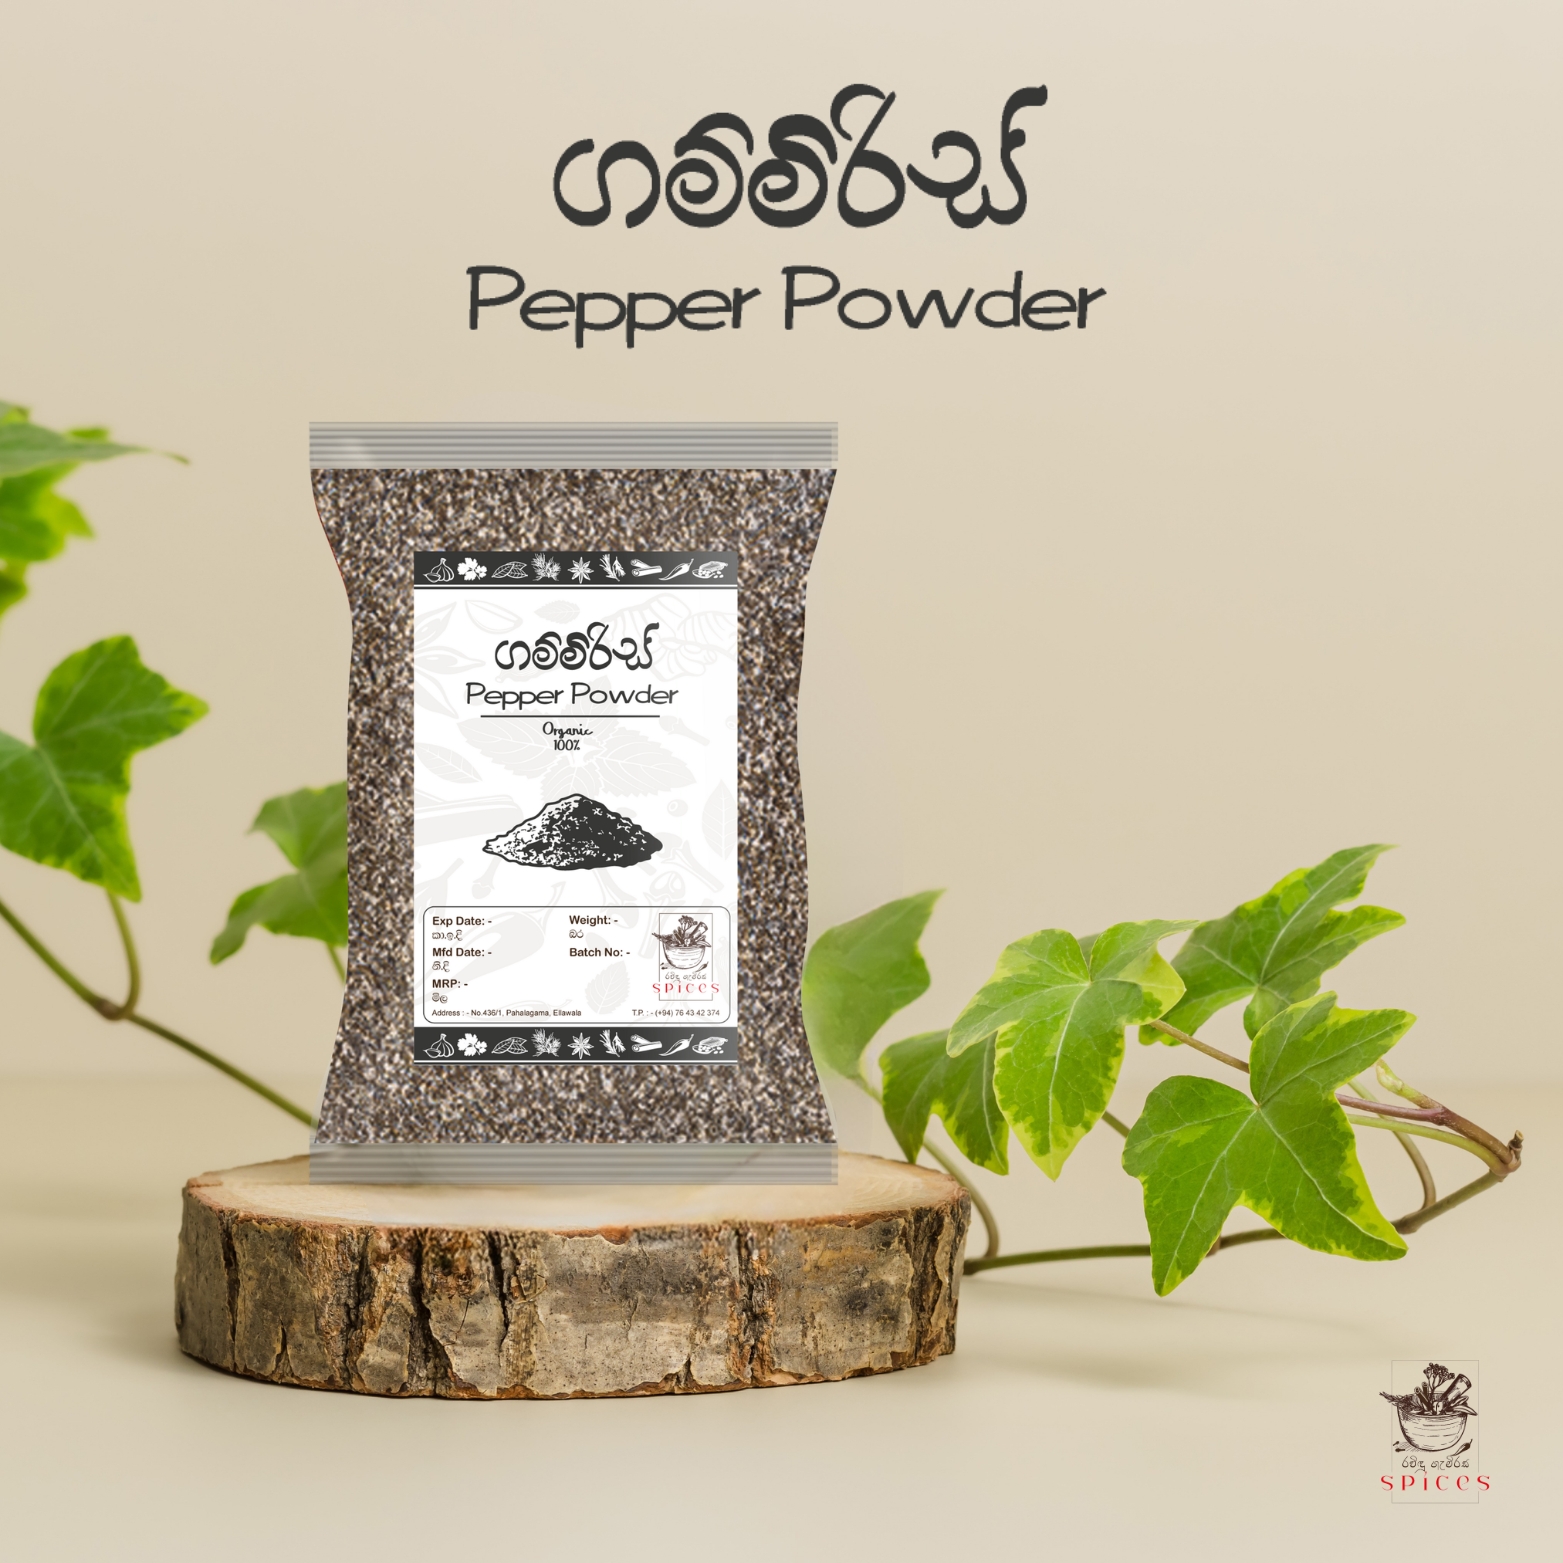 ගම්මිරිස්
Pepper Powder
ගම්මිරිස්
Pepper Powder
Organic
100%
Exp Date: -
කා.ඉ.දි
Mfd Date: -
නි.දි
MRP: -
මිල
Weight: -
බර
Batch No: -
SPICES
Address : - No.436/1, Pahalagama, Ellawala
T.P. : - (+94) 76 43 42 374
SPICES